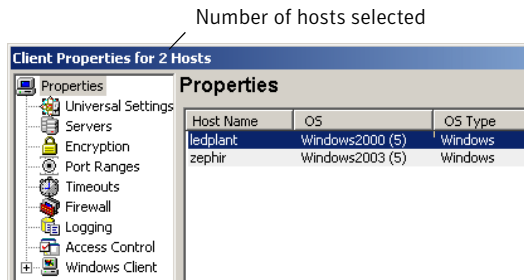 Number of hosts selected
Client Properties for 2 Hosts
Properties
Universal Settings
Servers
Encryption
Port Ranges
Timeouts
Firewall
Logging
Access Control
Windows Client
Properties
Host Name OS OS Type
ledplant Windows2000 (5) Windows
zephir Windows2003 (5) Windows